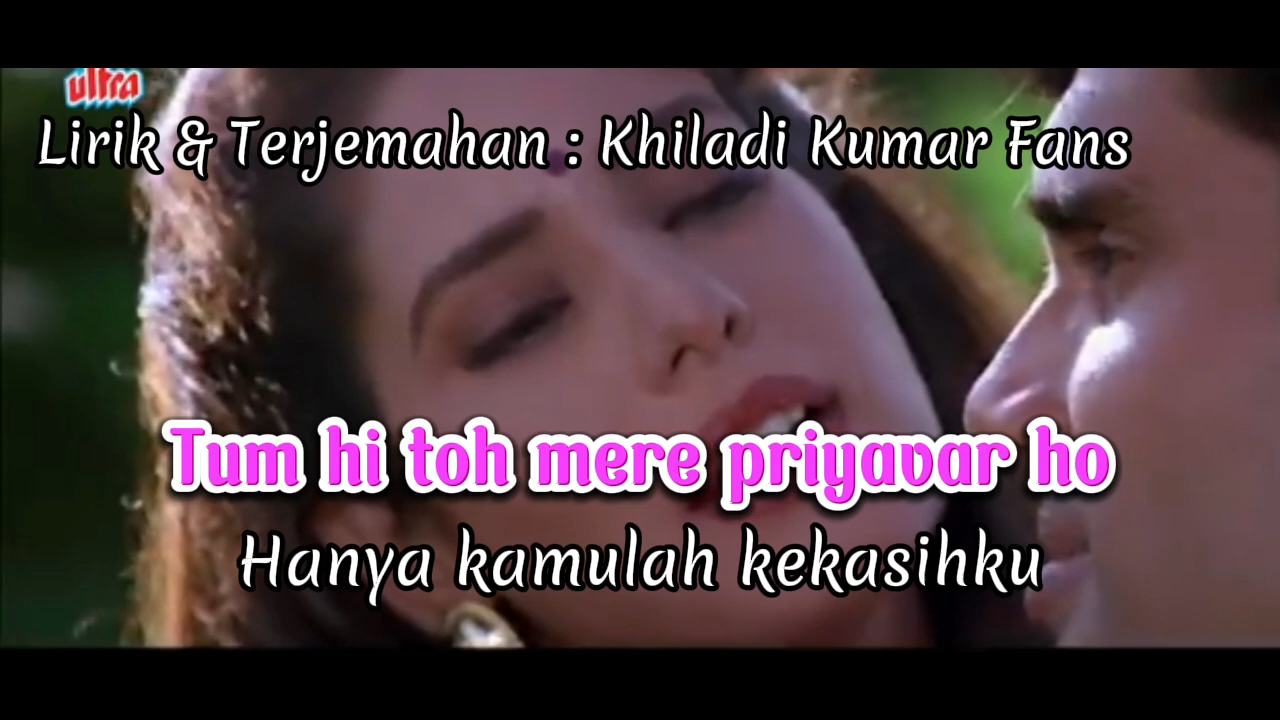 ultra
Lirik & Terjemahan : Khiladi Kumar Fans
Tum hi toh mere priyavar ho
Hanya kamulah kekasihku